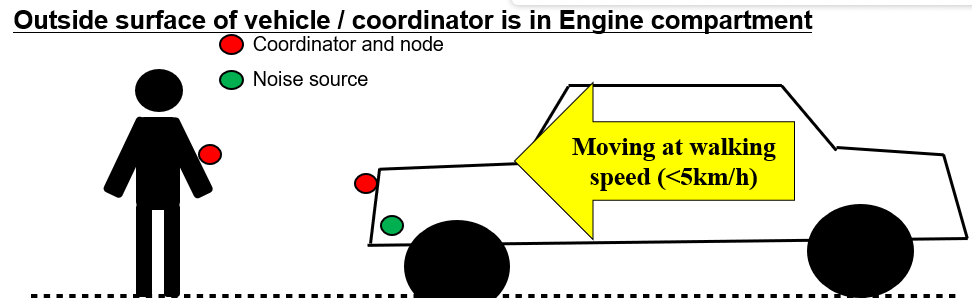 Outside surface of vehicle / coordinator is in Engine compartment
Coordinator and node
Noise source
Moving at walking
speed (<5km/h)